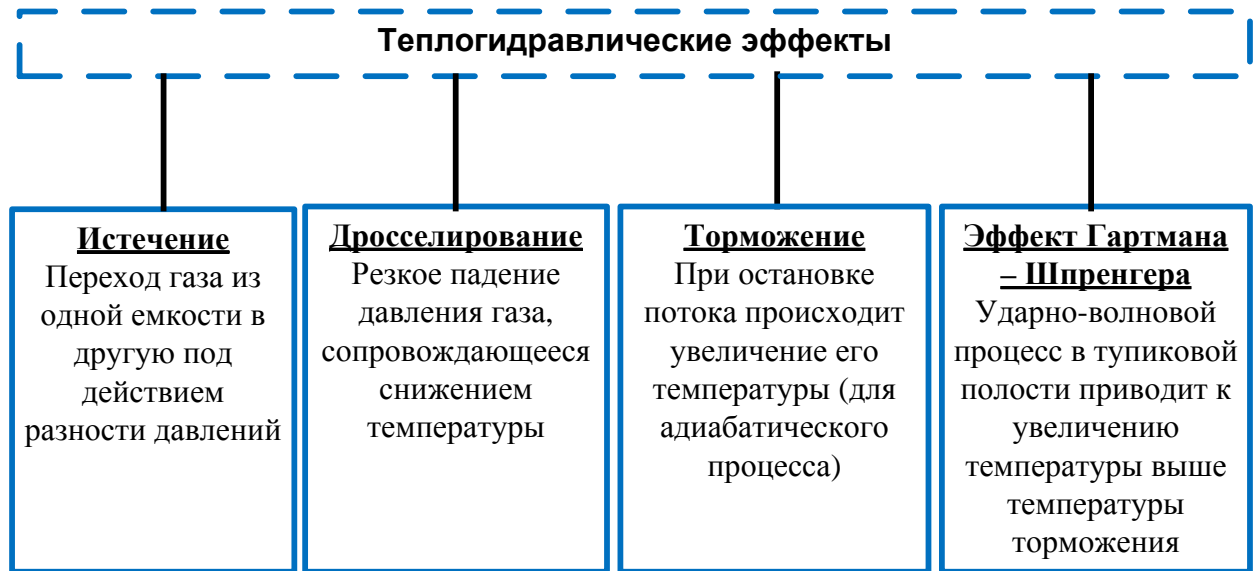 Теплогидравлические эффекты
Истечение
Переход газа из
одной емкости в
другую под
действием
разности давлений
Дросселирование
Резкое падение
давления газа,
сопровождающееся
снижением
температуры
Торможение
При остановке
потока происходит
увеличение его
температуры (для
адиабатического
процесса)
Эффект Гартмана
– Шпренгера
Ударно-волновой
процесс в тупиковой
полости приводит к
увеличению
температуры выше
температуры
торможения